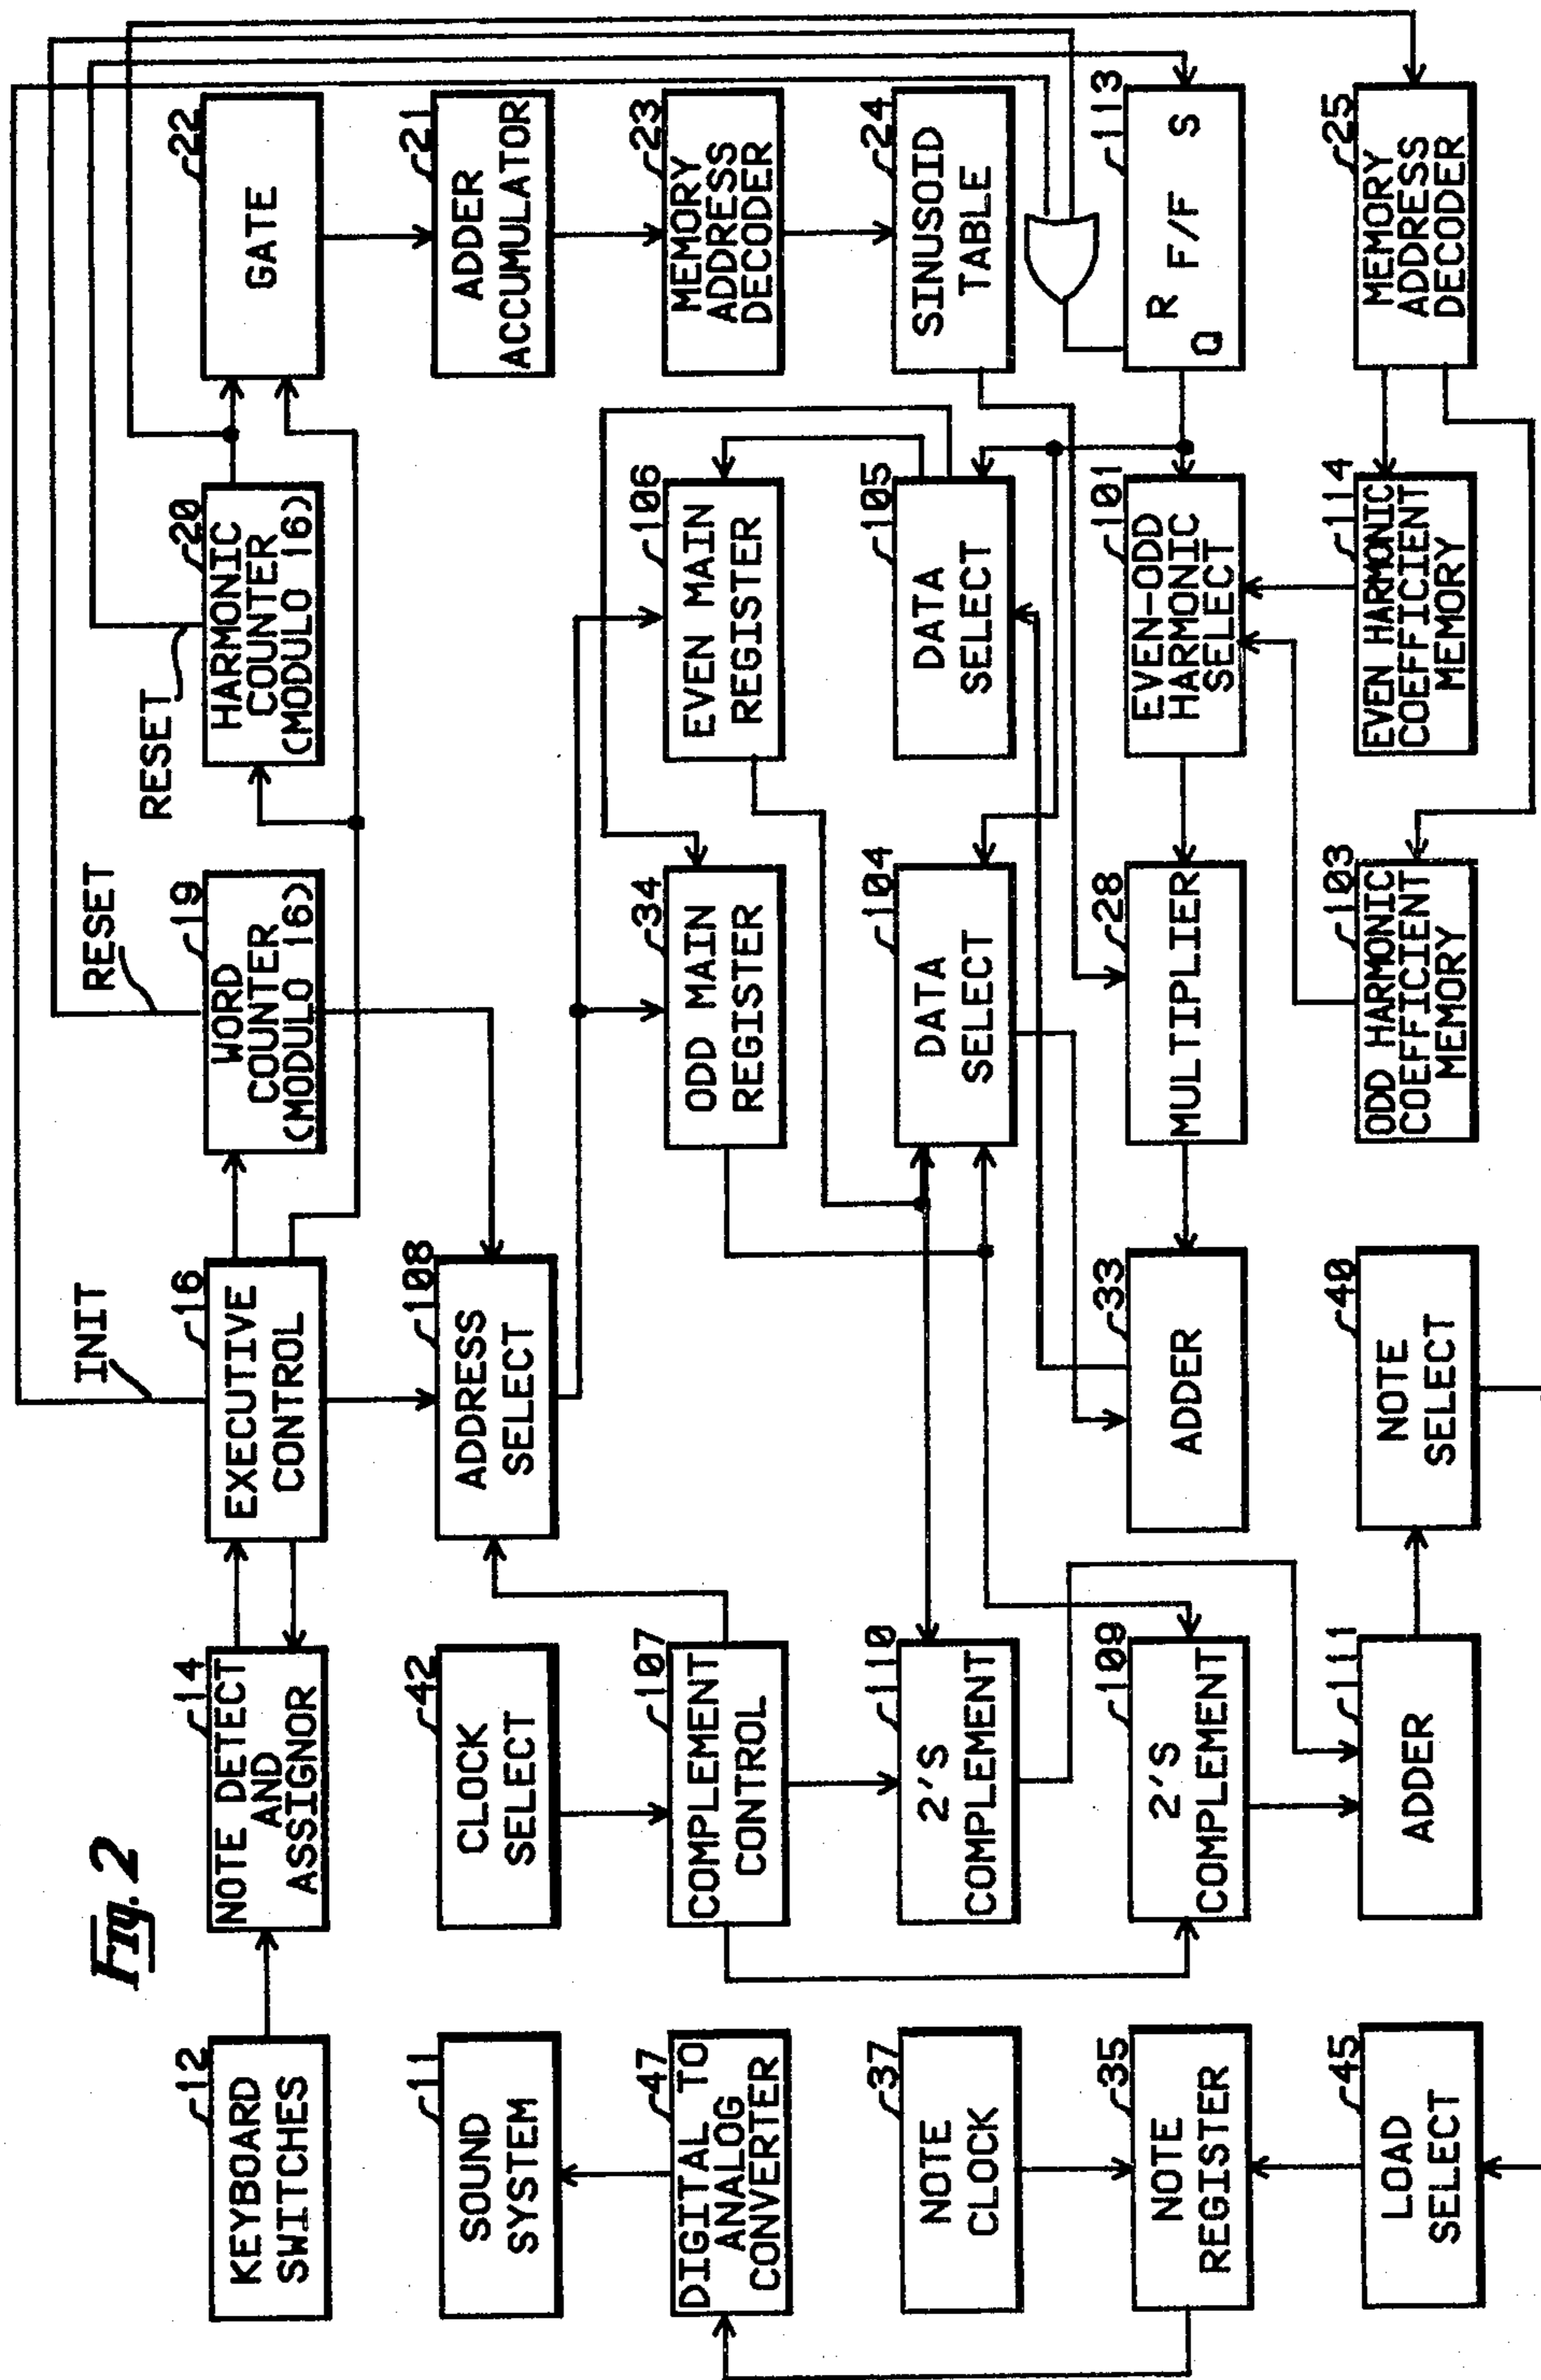 Fig. 2
KEYBOARD
SWITCHES
12
NOTE DETECT
AND
ASSIGNOR
14
EXECUTIVE
CONTROL
16
INIT
WORD
COUNTER
(MODULO 16)
19
RESET
HARMONIC
COUNTER
(MODULO 16)
20
RESET
GATE
22
SOUND
SYSTEM
11
CLOCK
SELECT
42
ADDRESS
SELECT
108
ADDER
ACCUMULATOR
21
DIGITAL TO
ANALOG
CONVERTER
47
COMPLEMENT
CONTROL
107
ODD MAIN
REGISTER
34
EVEN MAIN
REGISTER
106
MEMORY
ADDRESS
DECODER
23
NOTE
CLOCK
37
2'S
COMPLEMENT
110
DATA
SELECT
104
DATA
SELECT
105
SINUSOID
TABLE
24
NOTE
REGISTER
35
2'S
COMPLEMENT
109
ADDER
33
MULTIPLIER
28
EVEN-ODD
HARMONIC
SELECT
101
R
F/F S
Q
113
LOAD
SELECT
45
ADDER
111
NOTE
SELECT
40
ODD HARMONIC
COEFFICIENT
MEMORY
103
EVEN HARMONIC
COEFFICIENT
MEMORY
114
MEMORY
ADDRESS
DECODER
25